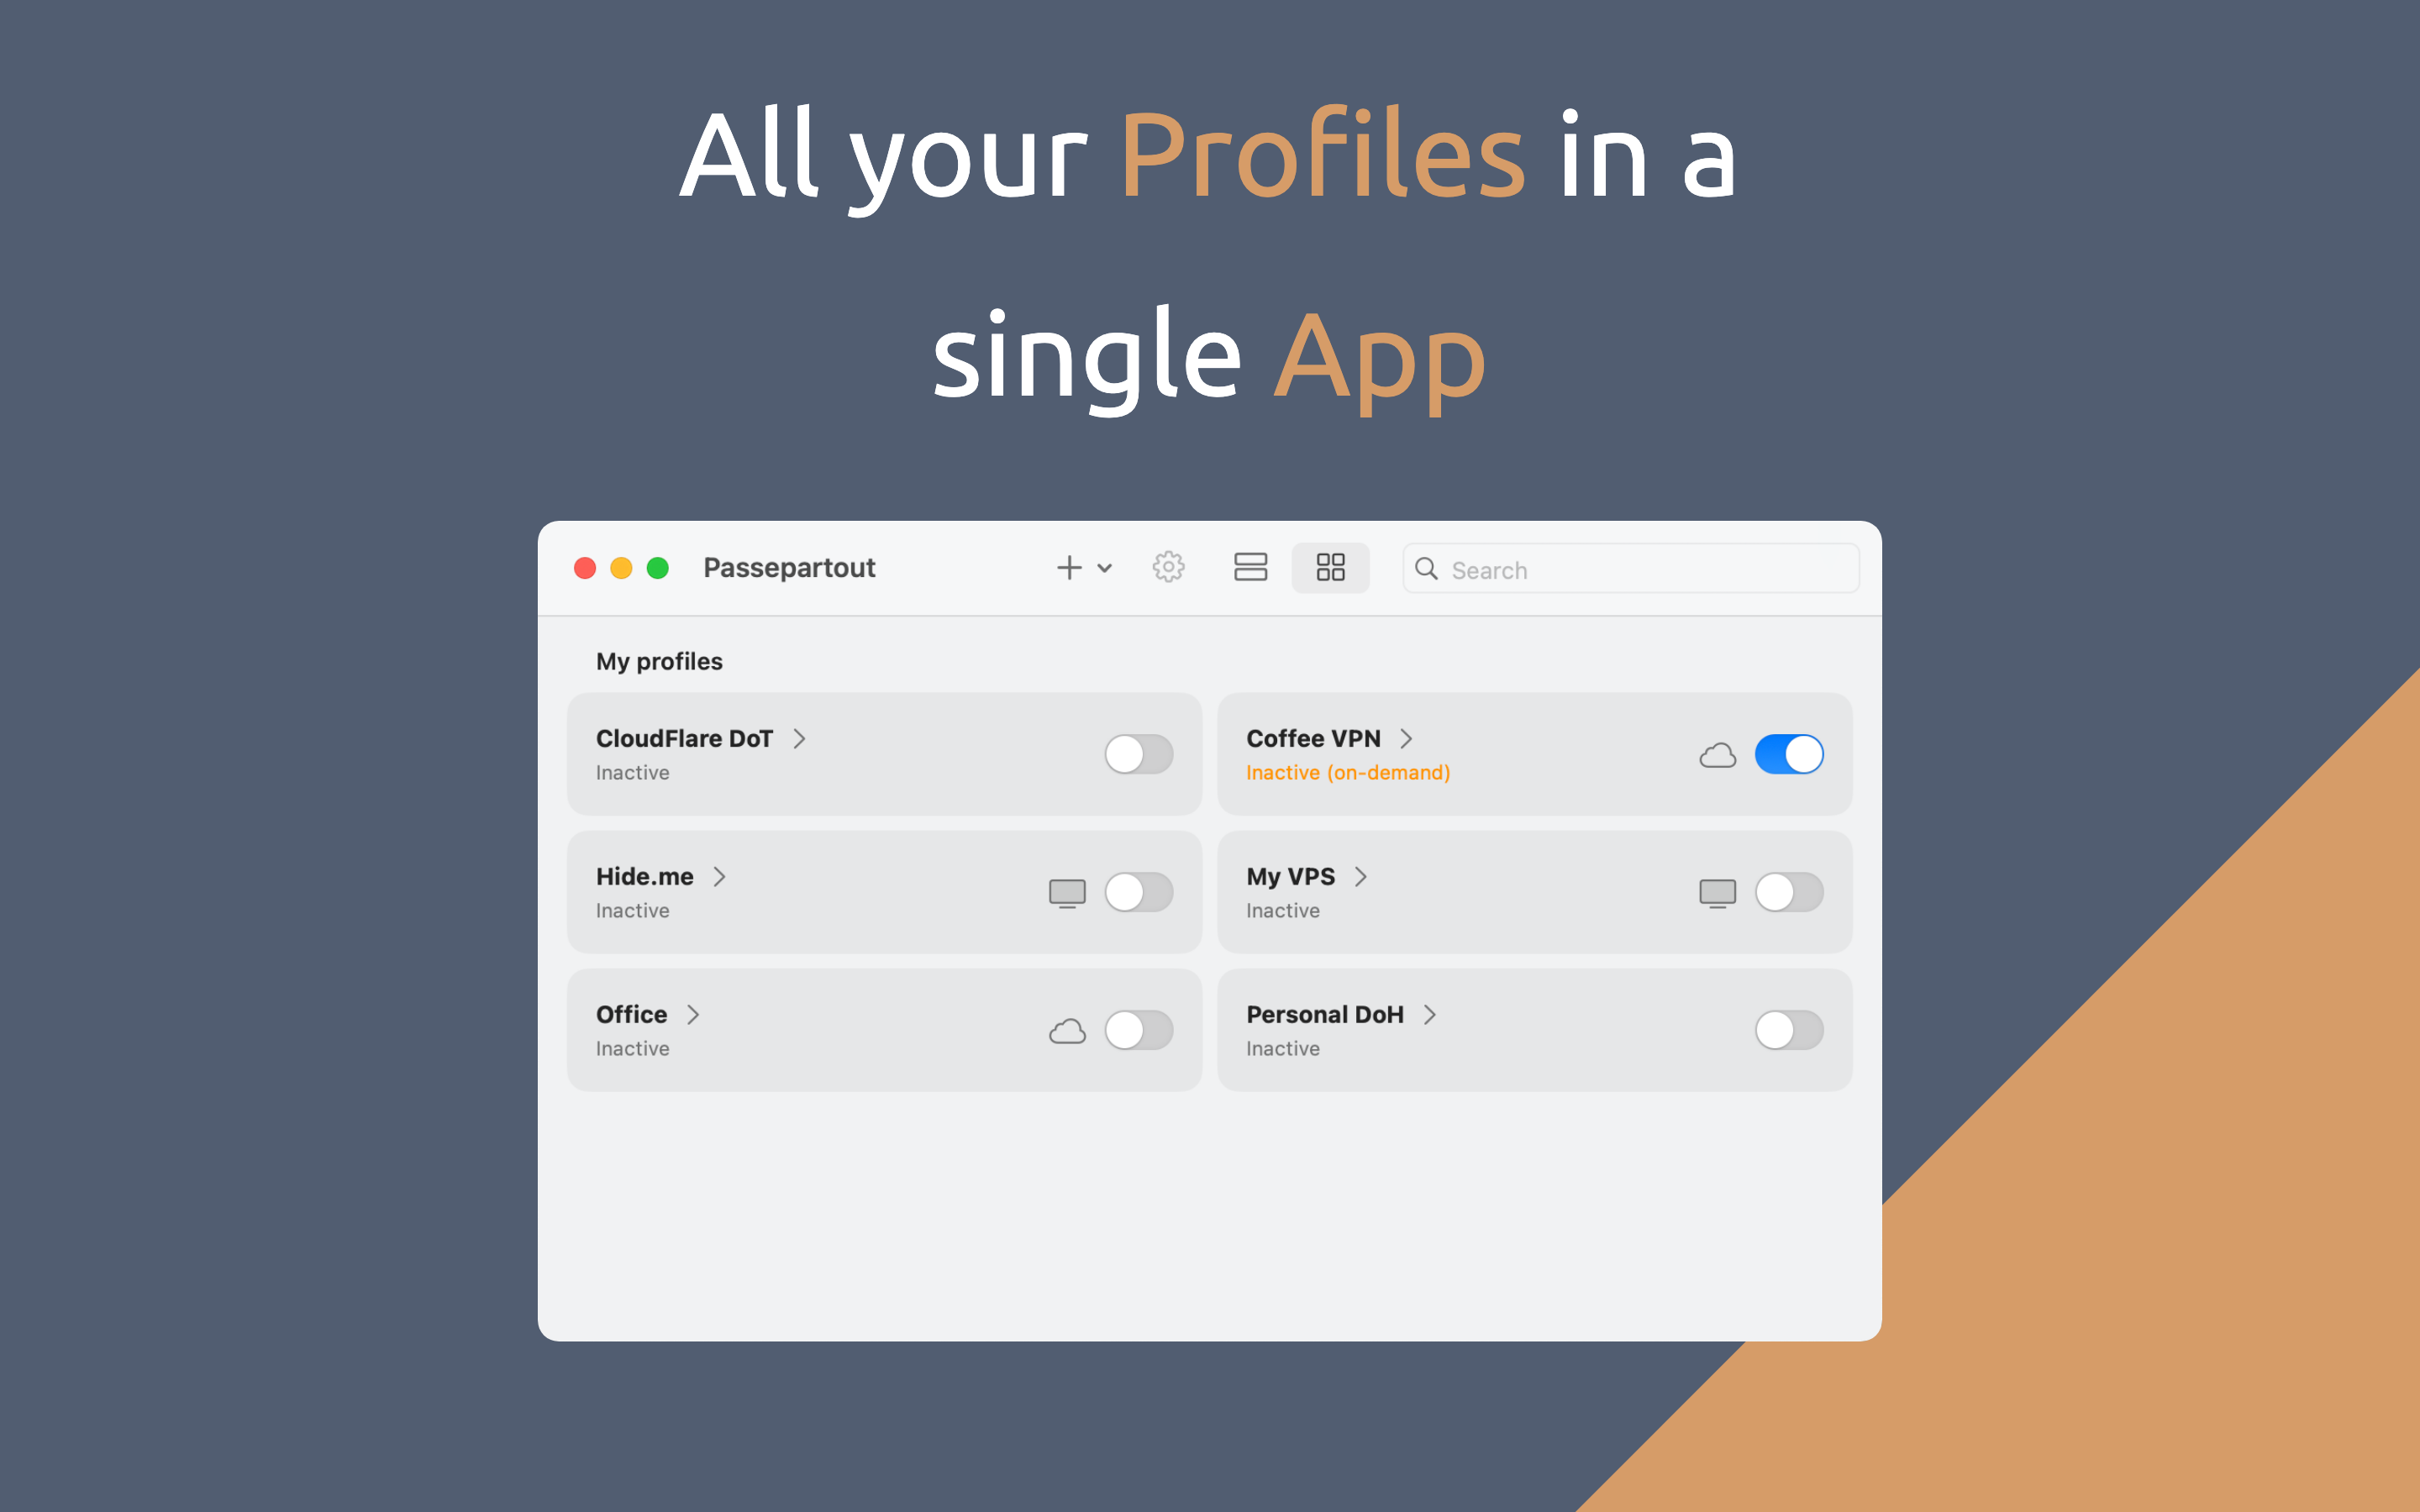 All your Profiles in a
single App
Passepartout
Search
My profiles
CloudFlare DoT
Inactive
Coffee VPN
Inactive (on-demand)
Hide.me
Inactive
My VPS
Inactive
Office
Inactive
Personal DoH
Inactive